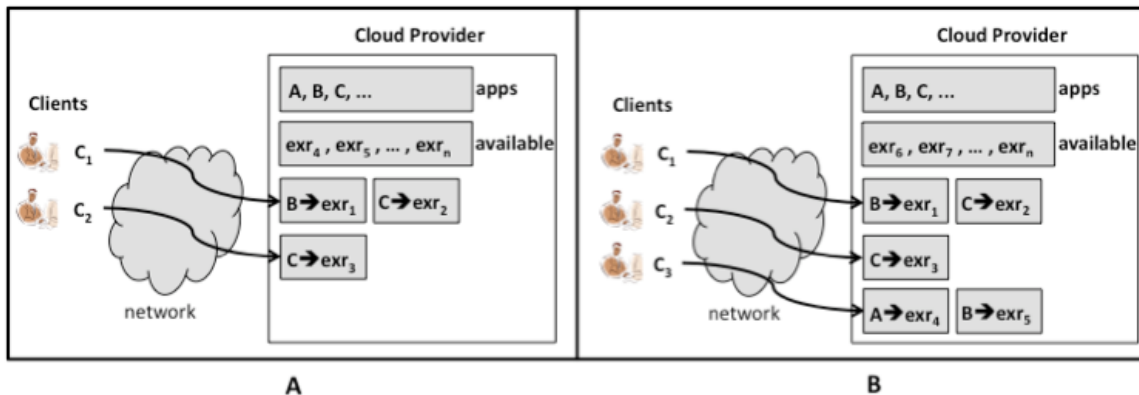 Cloud Provider
A, B, C, ... apps
Clients
exr₄ , exr₅ , ... , exrₙ available
C₁
B➔exr₁ C➔exr₂
C₂
C➔exr₃
network
A
Cloud Provider
A, B, C, ... apps
Clients
exr₆ , exr₇ , ... , exrₙ available
C₁
B➔exr₁ C➔exr₂
C₂
C➔exr₃
C₃
A➔exr₄ B➔exr₅
network
B